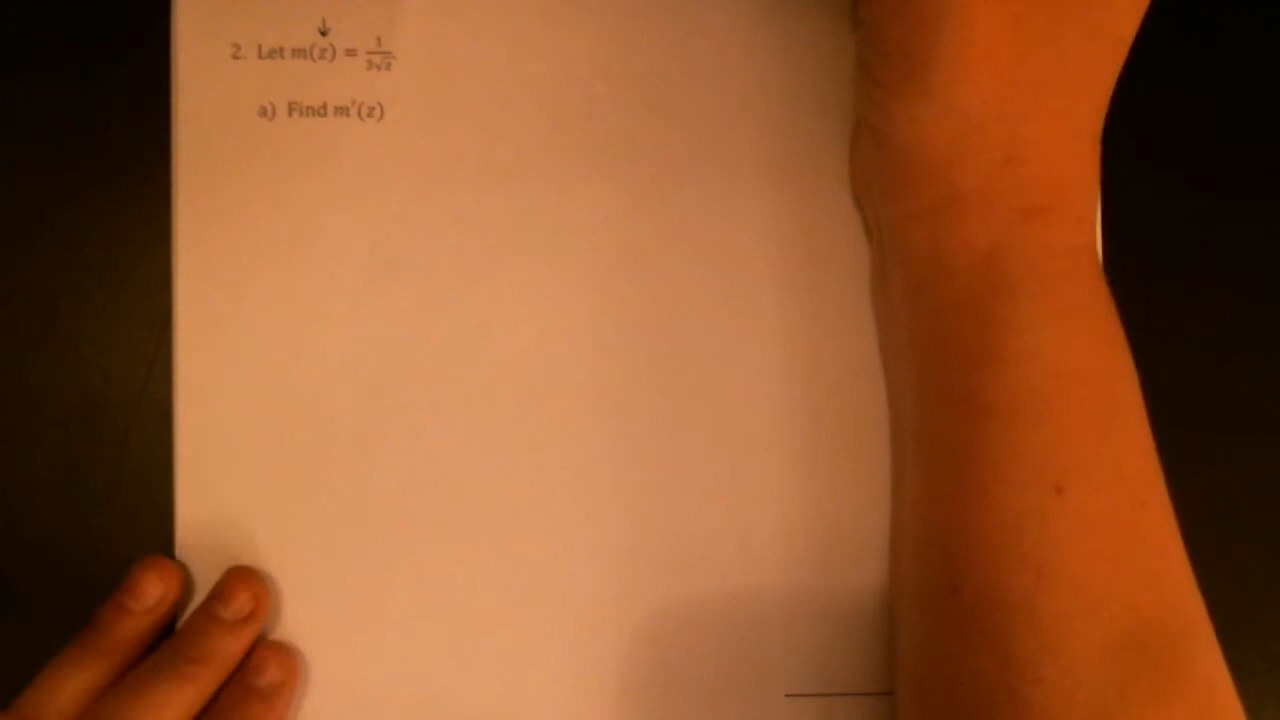 2. Let m(z) = 1/(3√z)
a) Find m'(z)